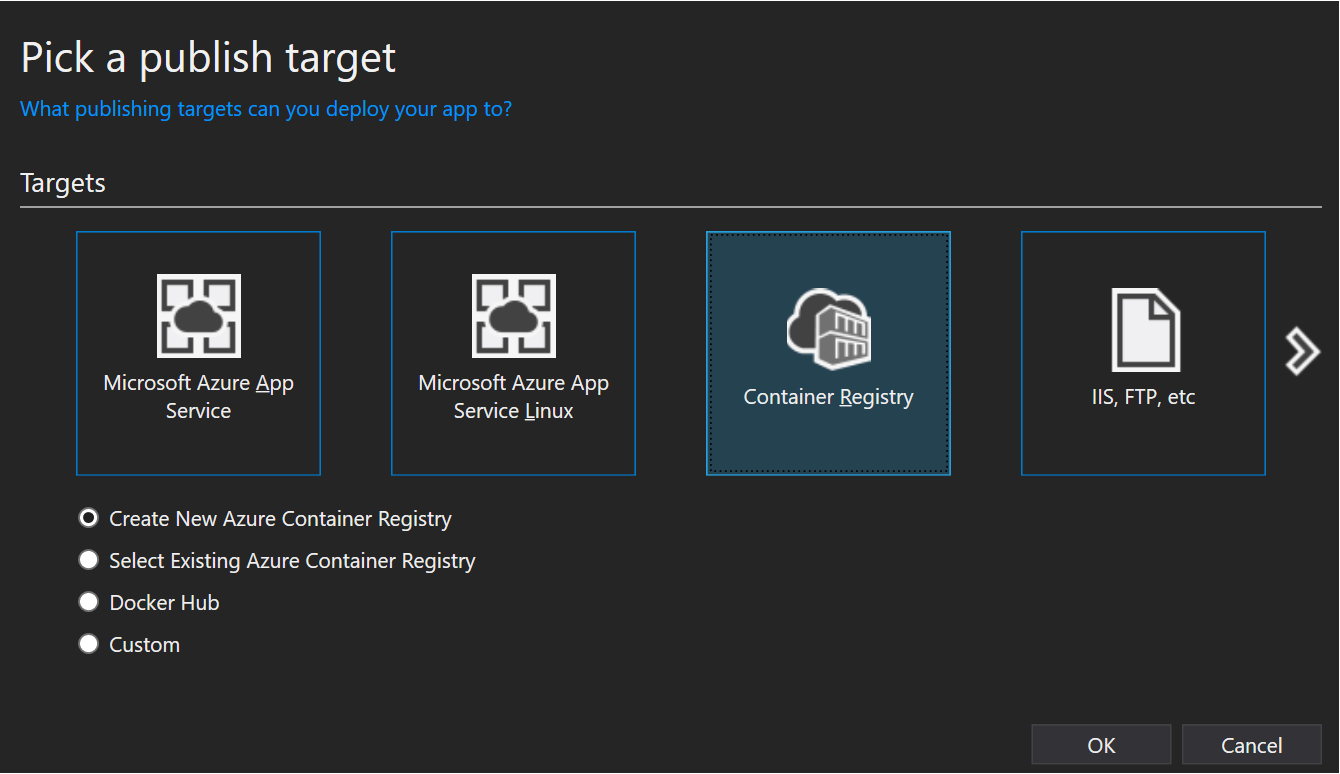 Pick a publish target
What publishing targets can you deploy your app to?
Targets
Microsoft Azure App
Service
Microsoft Azure App
Service Linux
Container Registry
IIS, FTP, etc
Create New Azure Container Registry
Select Existing Azure Container Registry
Docker Hub
Custom
OK
Cancel